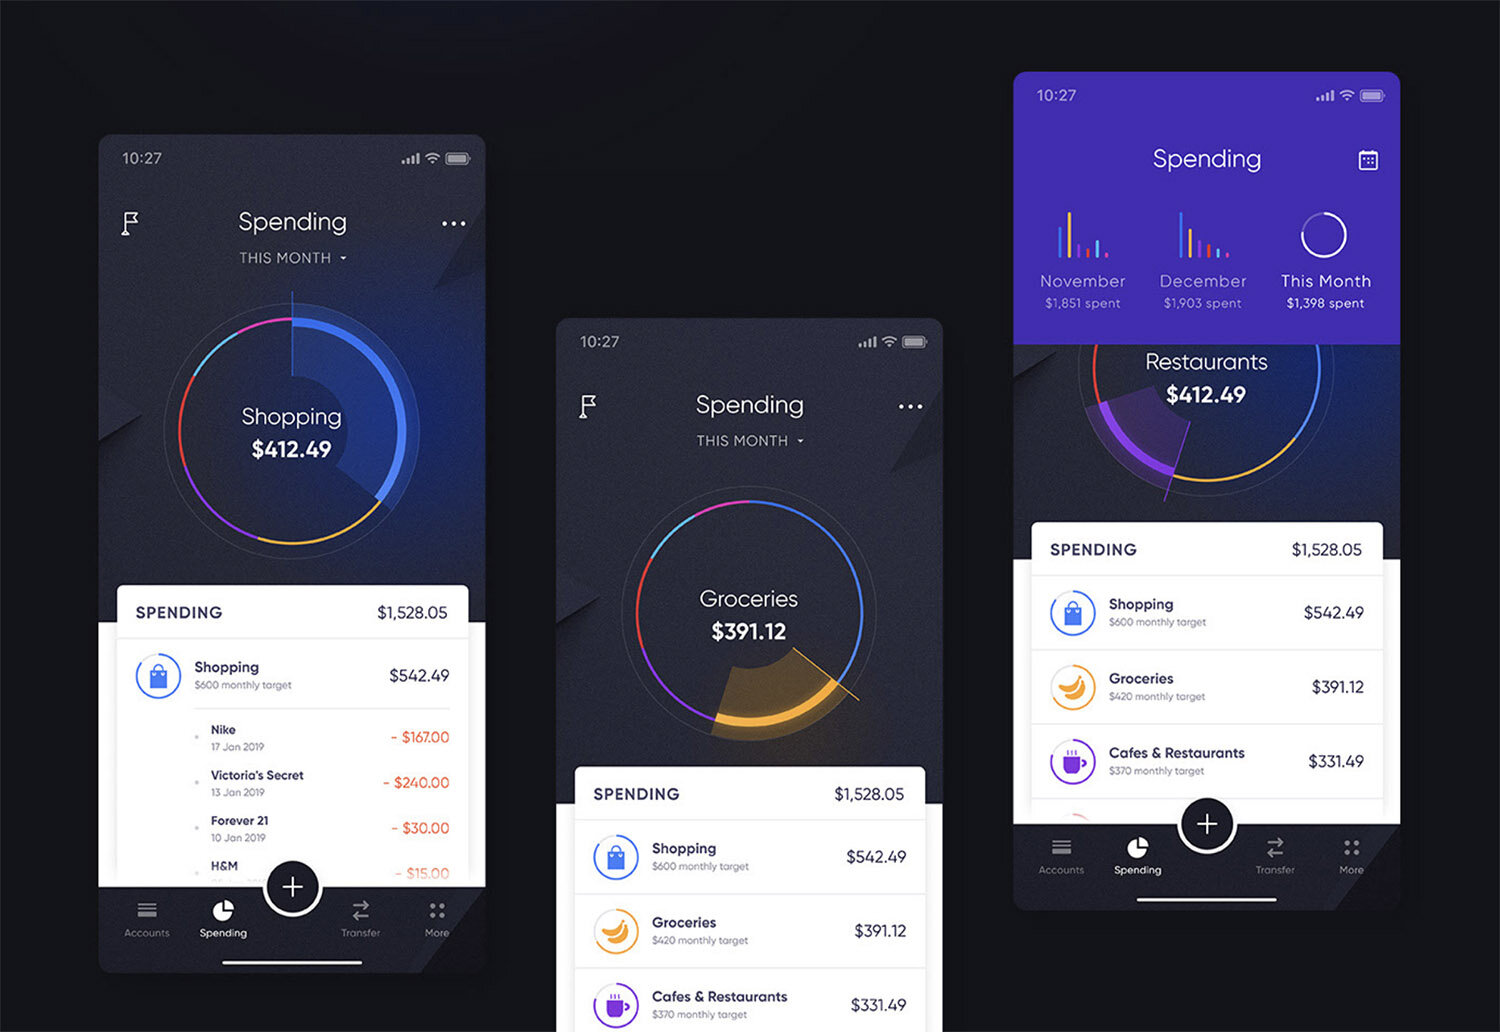 10:27
Spending
THIS MONTH
Shopping
$412.49
SPENDING $1,528.05
Shopping
$600 monthly target
$542.49
Nike
17 Jan 2019
- $167.00
Victoria's Secret
13 Jan 2019
- $240.00
Forever 21
10 Jan 2019
- $30.00
H&M
- $15.00
Accounts
Spending
+
Transfer
More
10:27
Spending
THIS MONTH
Groceries
$391.12
SPENDING $1,528.05
Shopping
$600 monthly target
$542.49
Groceries
$420 monthly target
$391.12
Cafes & Restaurants
$370 monthly target
$331.49
10:27
Spending
November
$1,851 spent
December
$1,903 spent
This Month
$1,398 spent
Restaurants
$412.49
SPENDING $1,528.05
Shopping
$600 monthly target
$542.49
Groceries
$420 monthly target
$391.12
Cafes & Restaurants
$370 monthly target
$331.49
Accounts
Spending
+
Transfer
More